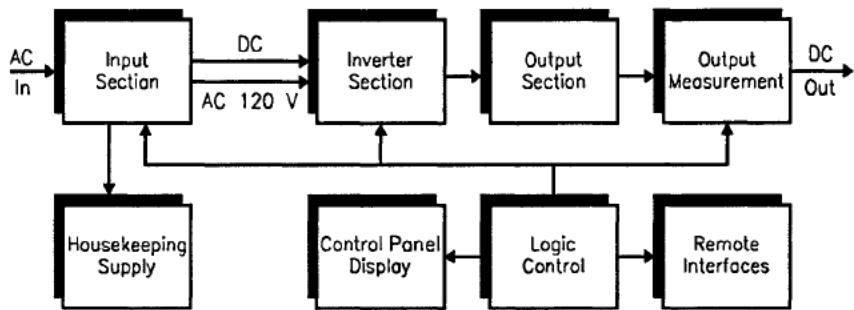 AC
In
Input
Section
DC
AC 120 V
Inverter
Section
Output
Section
Output
Measurement
DC
Out
Housekeeping
Supply
Control Panel
Display
Logic
Control
Remote
Interfaces